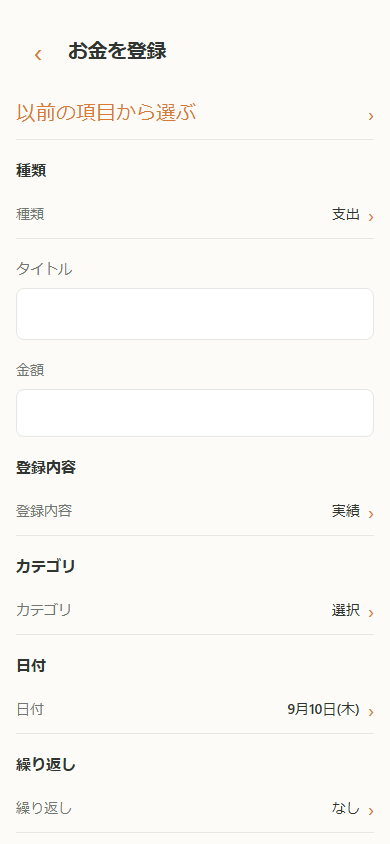 ‹ お金を登録
以前の項目から選ぶ ›
種類
種類 支出 ›
タイトル
金額
登録内容
登録内容 実績 ›
カテゴリ
カテゴリ 選択 ›
日付
日付 9月10日(木) ›
繰り返し
繰り返し なし ›